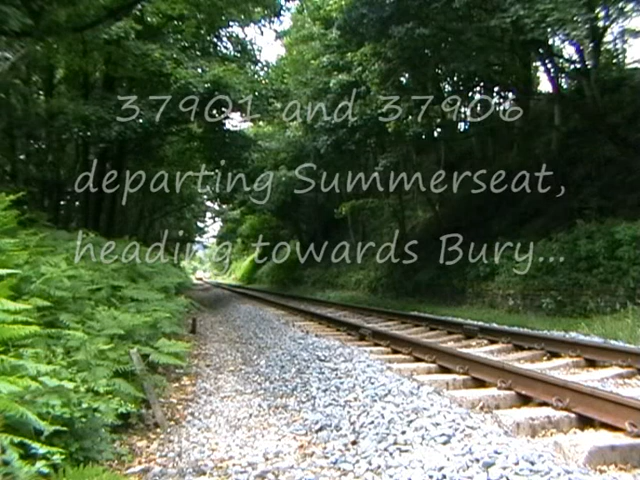 37901 and 37906
departing Summerseat,
heading towards Bury...